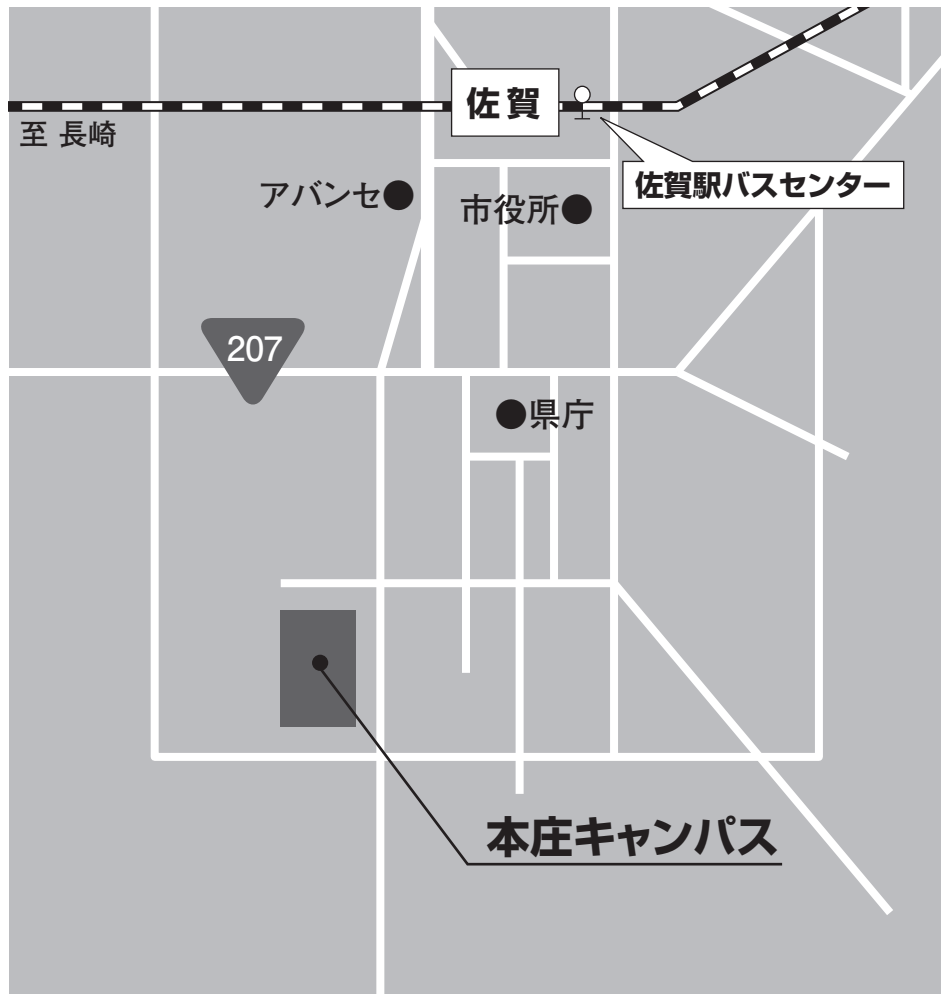 佐賀
至 長崎
佐賀駅バスセンター
アバンセ
市役所
207
県庁
本庄キャンパス